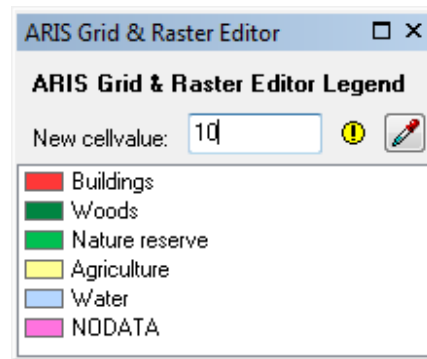 ARIS Grid & Raster Editor
ARIS Grid & Raster Editor Legend
New cellvalue: 10
Buildings
Woods
Nature reserve
Agriculture
Water
NODATA